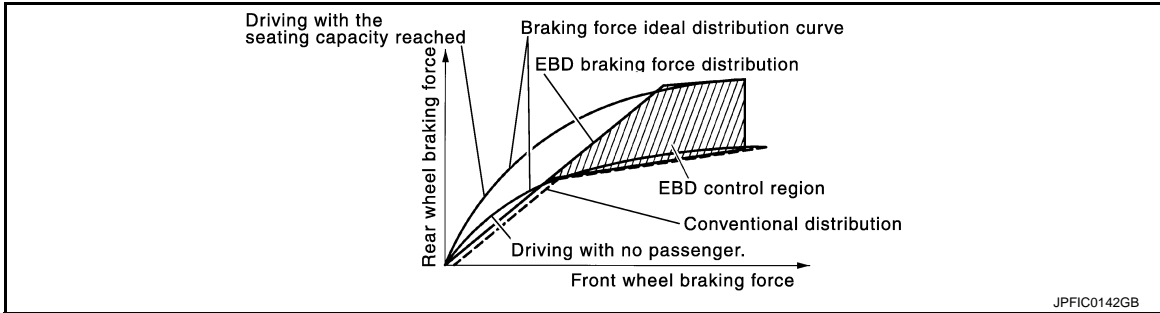 Driving with the
seating capacity reached
Braking force ideal distribution curve
EBD braking force distribution
Rear wheel braking force
EBD control region
Conventional distribution
Driving with no passenger.
Front wheel braking force
JPFIC0142GB